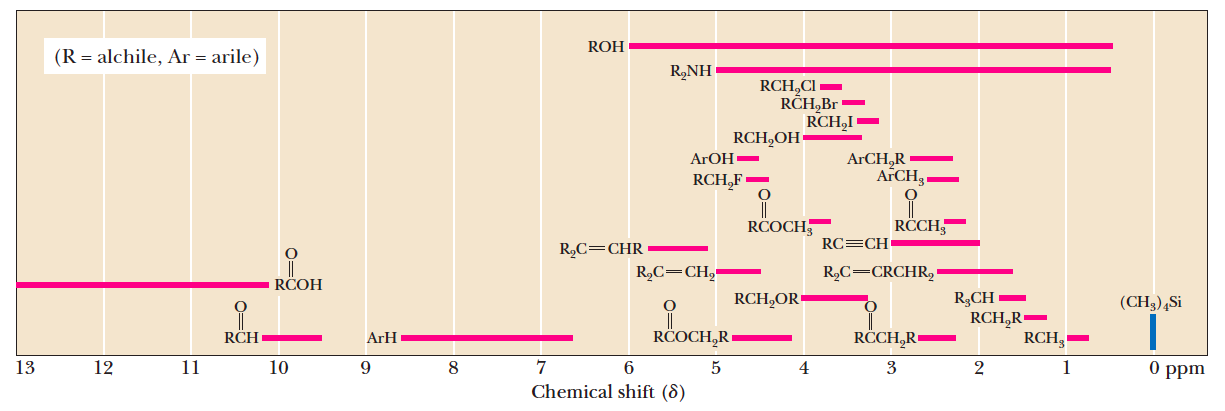 (R = alchile, Ar = arile)
ROH
R₂NH
RCH₂Cl
RCH₂Br
RCH₂I
RCH₂OH
ArOH
ArCH₂R
RCH₂F
ArCH₃
O
RCOCH₃
O
RCCH₃
RC≡CH
R₂C=CHR
R₂C=CH₂
R₂C=CRCHR₂
O
RCOH
RCH₂OR
R₃CH
(CH₃)₄Si
RCH₂R
O
RCH
ArH
O
RCOCH₂R
O
RCCH₂R
RCH₃
13 12 11 10 9 8 7 6 5 4 3 2 1 0 ppm
Chemical shift (δ)